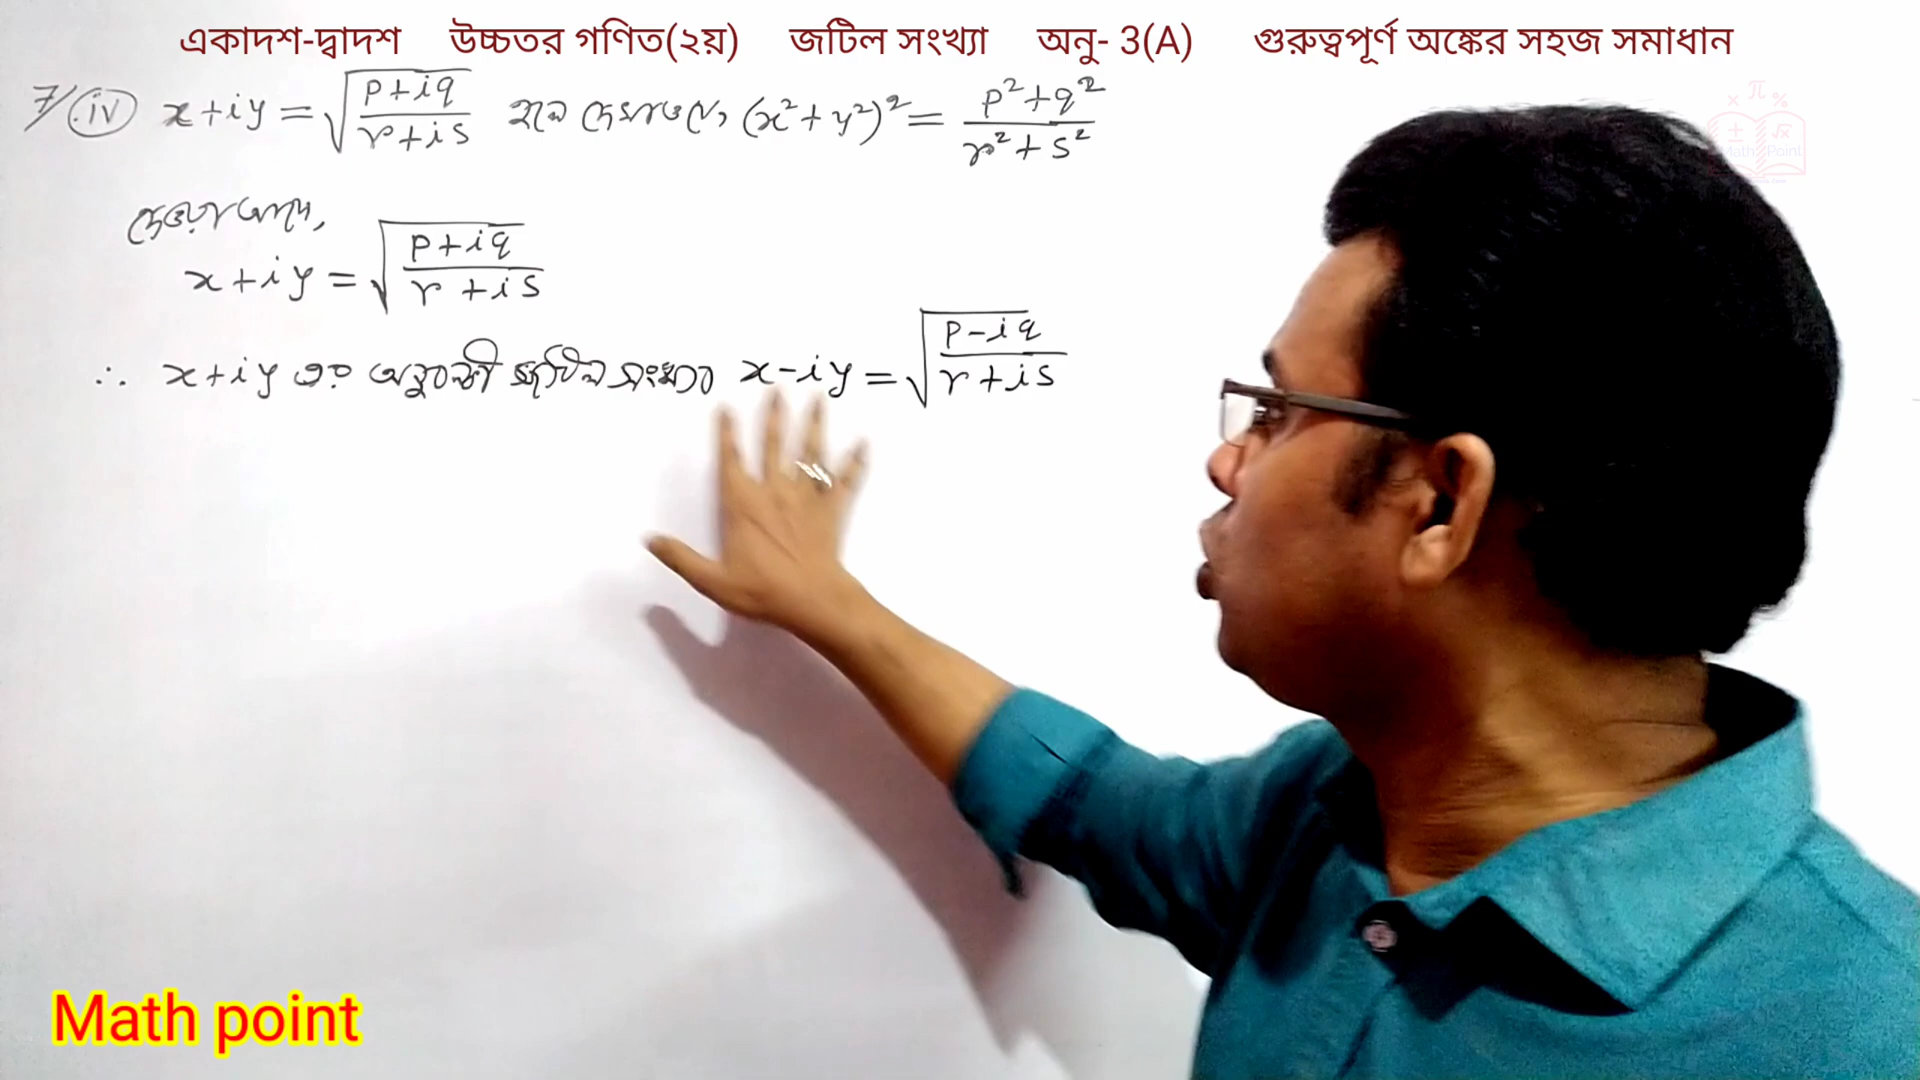 একাদশ-দ্বাদশ উচ্চতর গণিত(২য়) জটিল সংখ্যা অনু- 3(A) গুরুত্বপূর্ণ অঙ্কের সহজ সমাধান
7/ (iv) x+iy = √((p+iq)/(r+is)) হলে দেখাও যে, (x²+y²)² = (p²+q²)/(r²+s²)
দেওয়া আছে,
x+iy = √((p+iq)/(r+is))
∴ x+iy এর অনুবন্ধী জটিল সংখ্যা x-iy = √((p-iq)/(r+is))
Math Point
Math point